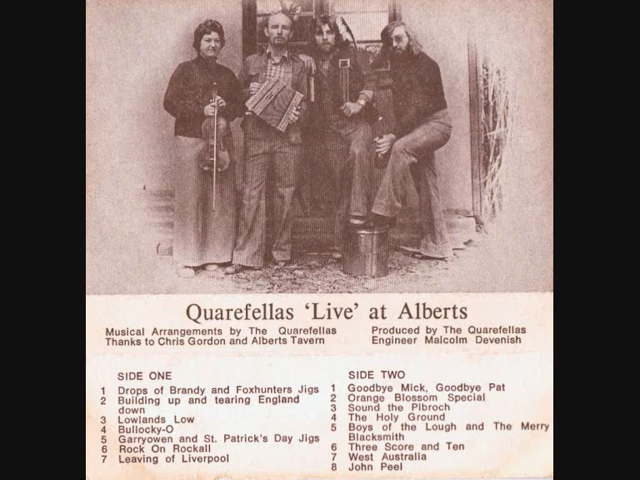 Quarefellas 'Live' at Alberts
Musical Arrangements by The Quarefellas
Thanks to Chris Gordon and Alberts Tavern
Produced by The Quarefellas
Engineer Malcolm Devenish
SIDE ONE
1 Drops of Brandy and Foxhunters Jigs
2 Building up and tearing England
down
3 Lowlands Low
4 Bullocky-O
5 Garryowen and St. Patrick's Day Jigs
6 Rock On Rockall
7 Leaving of Liverpool
SIDE TWO
1 Goodbye Mick, Goodbye Pat
2 Orange Blossom Special
3 Sound the Pibroch
4 The Holy Ground
5 Boys of the Lough and The Merry
Blacksmith
6 Three Score and Ten
7 West Australia
8 John Peel